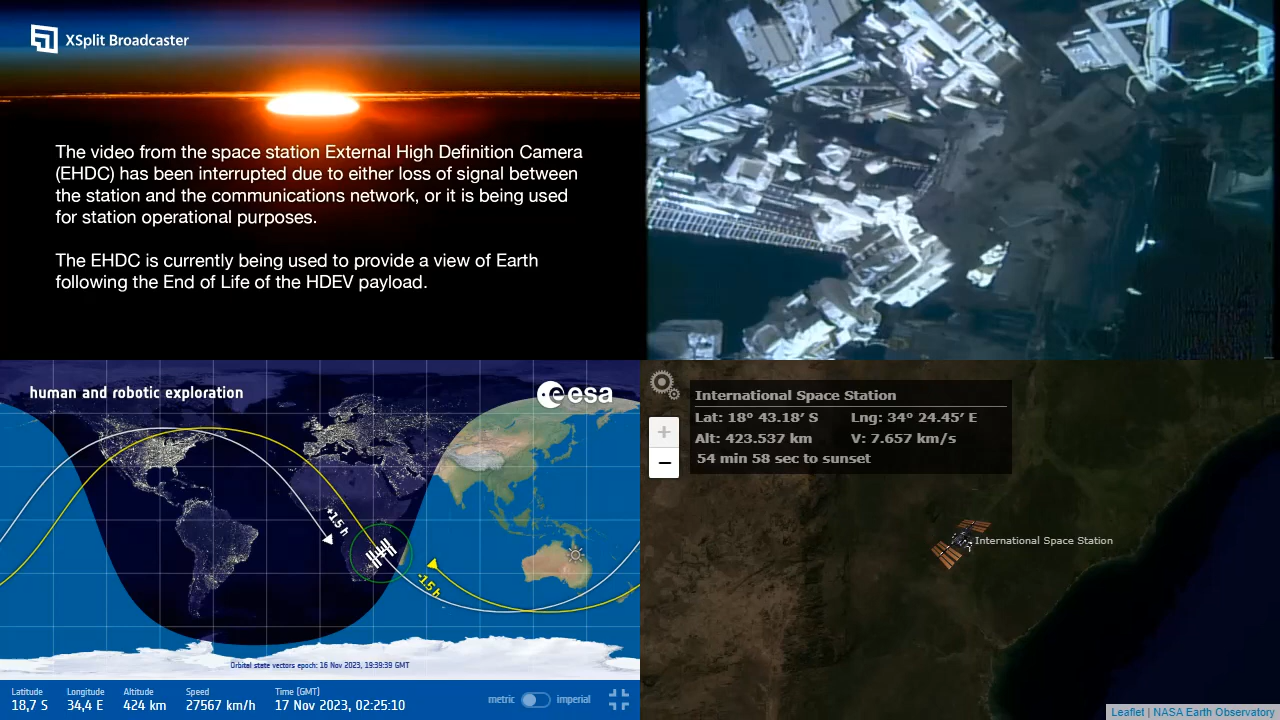 XSplit Broadcaster
The video from the space station External High Definition Camera
(EHDC) has been interrupted due to either loss of signal between
the station and the communications network, or it is being used
for station operational purposes.
The EHDC is currently being used to provide a view of Earth
following the End of Life of the HDEV payload.
human and robotic exploration
esa
+1.5 h
-1.5 h
Orbital state vectors epoch: 16 Nov 2023, 19:39:39 GMT
Latitude Longitude Altitude Speed Time (GMT)
18,7 S 34,4 E 424 km 27567 km/h 17 Nov 2023, 02:25:10
metric imperial
International Space Station
Lat: 18° 43.18′ S Lng: 34° 24.45′ E
Alt: 423.537 km V: 7.657 km/s
54 min 58 sec to sunset
+
−
International Space Station
Leaflet | NASA Earth Observatory